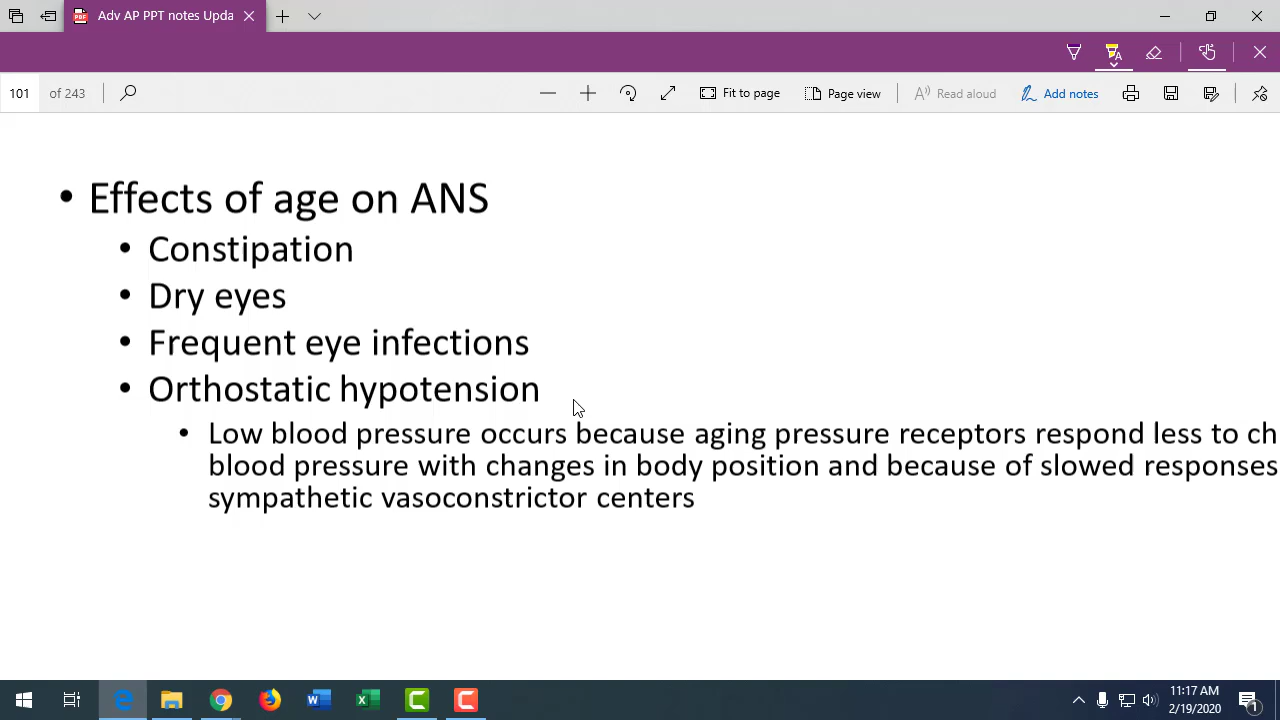 Adv AP PPT notes Upda
101 of 243 Fit to page Page view Read aloud Add notes
• Effects of age on ANS
• Constipation
• Dry eyes
• Frequent eye infections
• Orthostatic hypotension
• Low blood pressure occurs because aging pressure receptors respond less to ch
blood pressure with changes in body position and because of slowed responses
sympathetic vasoconstrictor centers
11:17 AM
2/19/2020